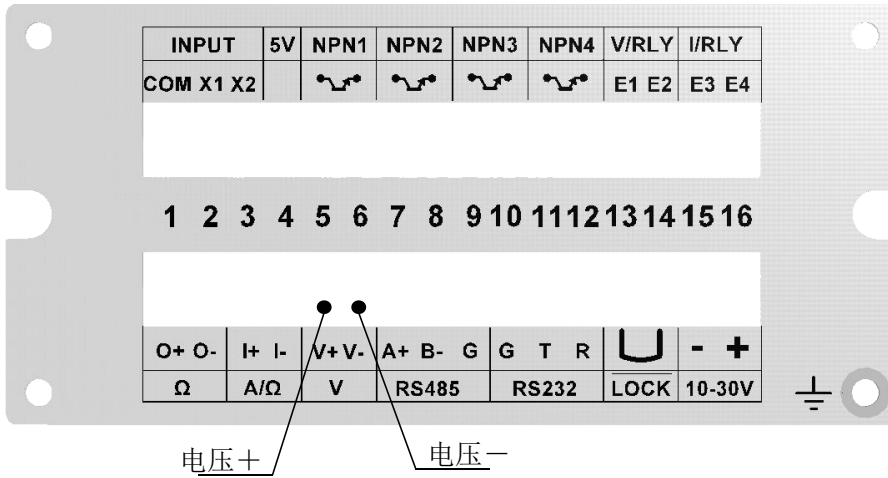 INPUT 5V NPN1 NPN2 NPN3 NPN4 V/RLY I/RLY
COM X1 X2 E1 E2 E3 E4
1 2 3 4 5 6 7 8 9 10 11 12 13 14 15 16
O+ O- I+ I- V+ V- A+ B- G G T R - +
Ω A/Ω V RS485 RS232 LOCK 10-30V
电压＋ 电压－